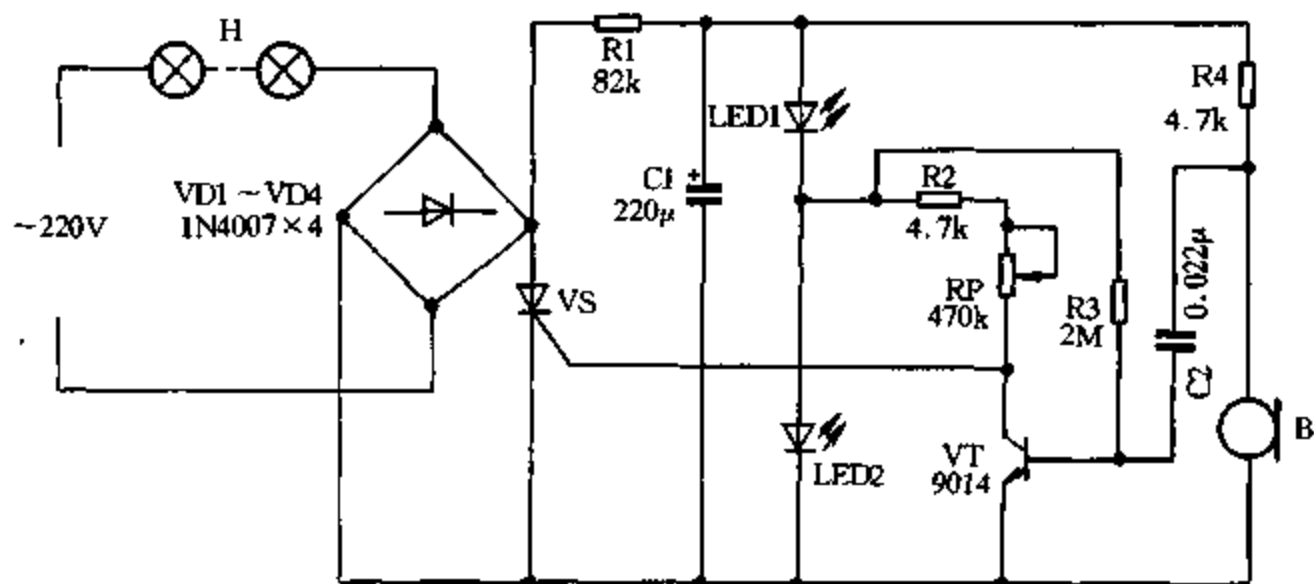 H
R1
82k
R4
4.7k
LED1
VD1～VD4
1N4007×4
～220V
C1
+
220μ
R2
4.7k
VS
RP
470k
R3
2M
0.022μ
C2
B
LED2
VT
9014